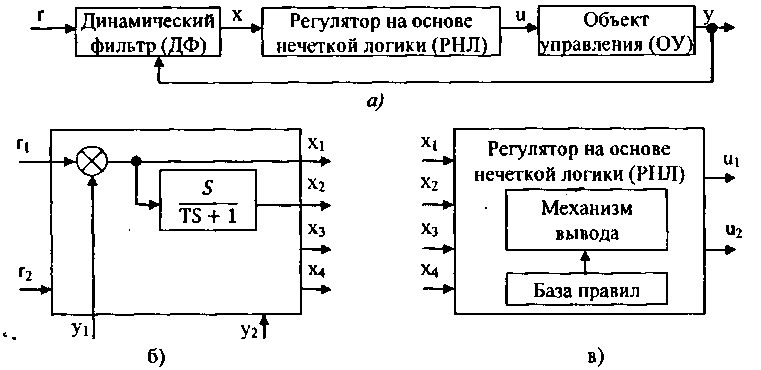 r
Динамический
фильтр (ДФ)
x
Регулятор на основе
нечеткой логики (РНЛ)
u
Объект
управления (ОУ)
y
а)
r1
x1
x2
S
TS + 1
x3
x4
r2
y1
y2
б)
x1
x2
x3
x4
Регулятор на основе
нечеткой логики (РНЛ)
Механизм
вывода
База правил
u1
u2
в)